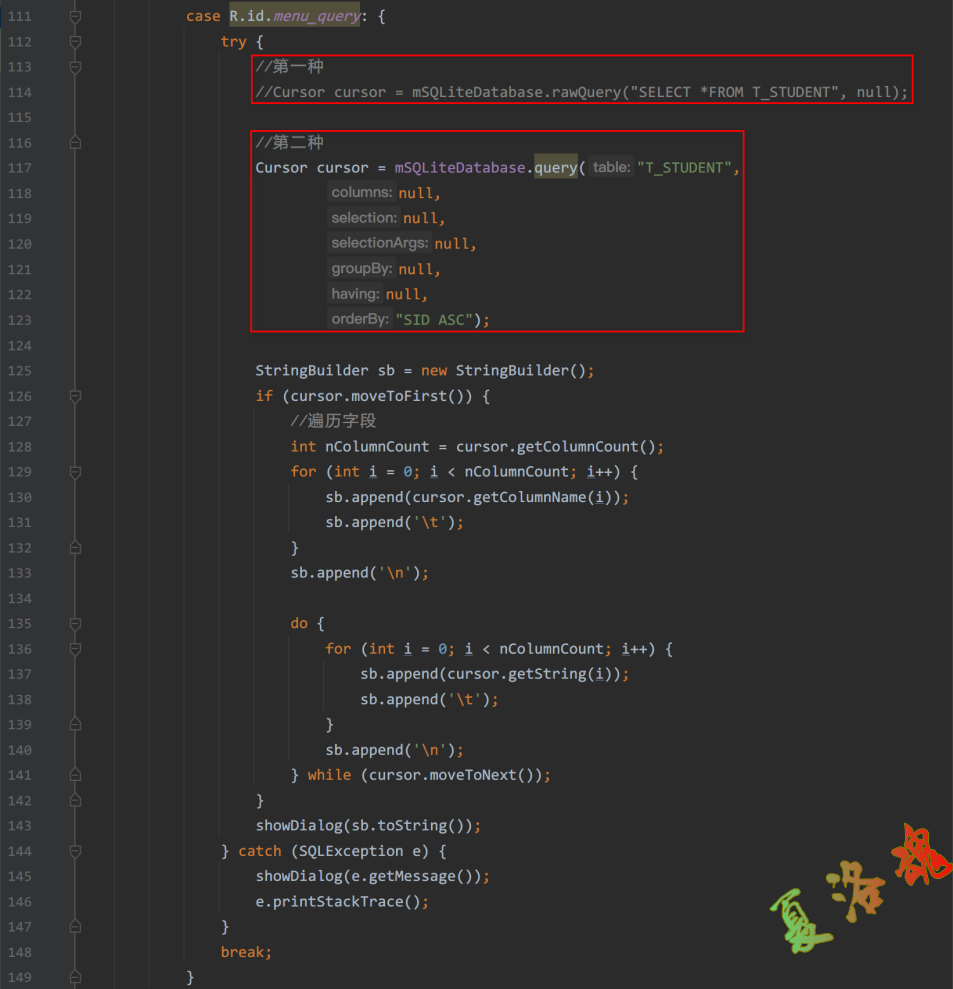 111 case R.id.menu_query: {
112 try {
113 //第一种
114 //Cursor cursor = mSQLiteDatabase.rawQuery("SELECT *FROM T_STUDENT", null);
115
116 //第二种
117 Cursor cursor = mSQLiteDatabase.query( table: "T_STUDENT",
118 columns: null,
119 selection: null,
120 selectionArgs: null,
121 groupBy: null,
122 having: null,
123 orderBy: "SID ASC");
124
125 StringBuilder sb = new StringBuilder();
126 if (cursor.moveToFirst()) {
127 //遍历字段
128 int nColumnCount = cursor.getColumnCount();
129 for (int i = 0; i < nColumnCount; i++) {
130 sb.append(cursor.getColumnName(i));
131 sb.append('\t');
132 }
133 sb.append('\n');
134
135 do {
136 for (int i = 0; i < nColumnCount; i++) {
137 sb.append(cursor.getString(i));
138 sb.append('\t');
139 }
140 sb.append('\n');
141 } while (cursor.moveToNext());
142 }
143 showDialog(sb.toString());
144 } catch (SQLException e) {
145 showDialog(e.getMessage());
146 e.printStackTrace();
147 }
148 break;
149 }
夏洛魂